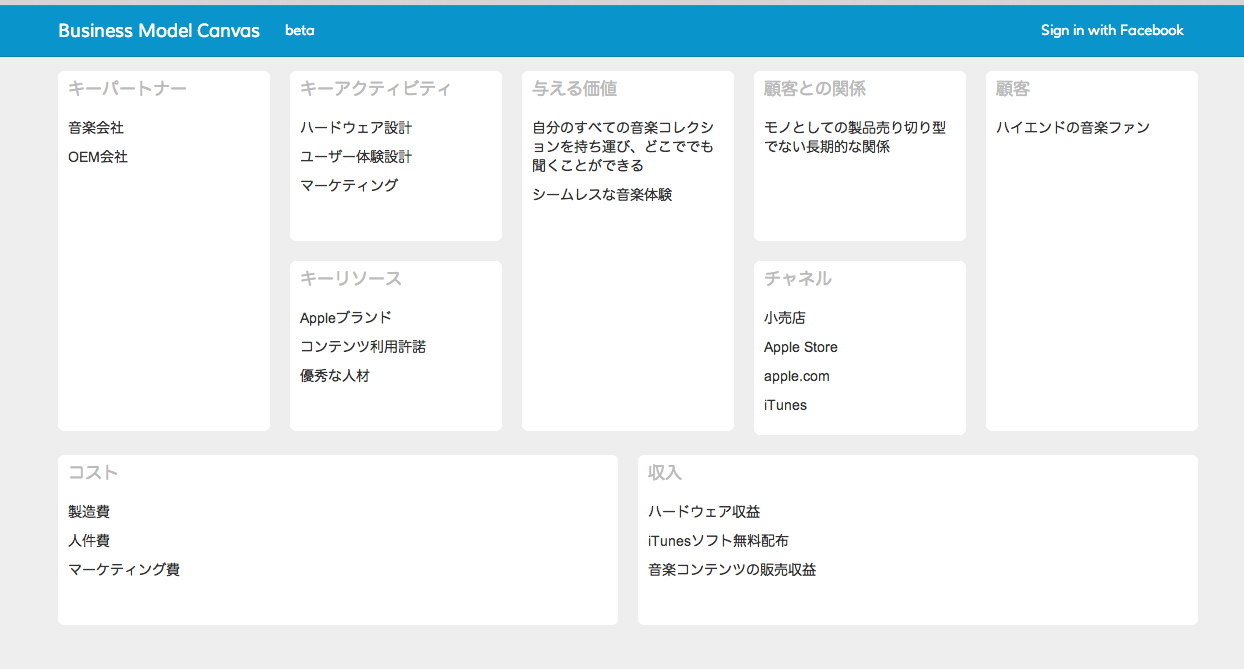 Business Model Canvas beta Sign in with Facebook
キーパートナー
音楽会社
OEM会社
キーアクティビティ
ハードウェア設計
ユーザー体験設計
マーケティング
キーリソース
Appleブランド
コンテンツ利用許諾
優秀な人材
与える価値
自分のすべての音楽コレクシ
ョンを持ち運び、どこででも
聞くことができる
シームレスな音楽体験
顧客との関係
モノとしての製品売り切り型
でない長期的な関係
チャネル
小売店
Apple Store
apple.com
iTunes
顧客
ハイエンドの音楽ファン
コスト
製造費
人件費
マーケティング費
収入
ハードウェア収益
iTunesソフト無料配布
音楽コンテンツの販売収益